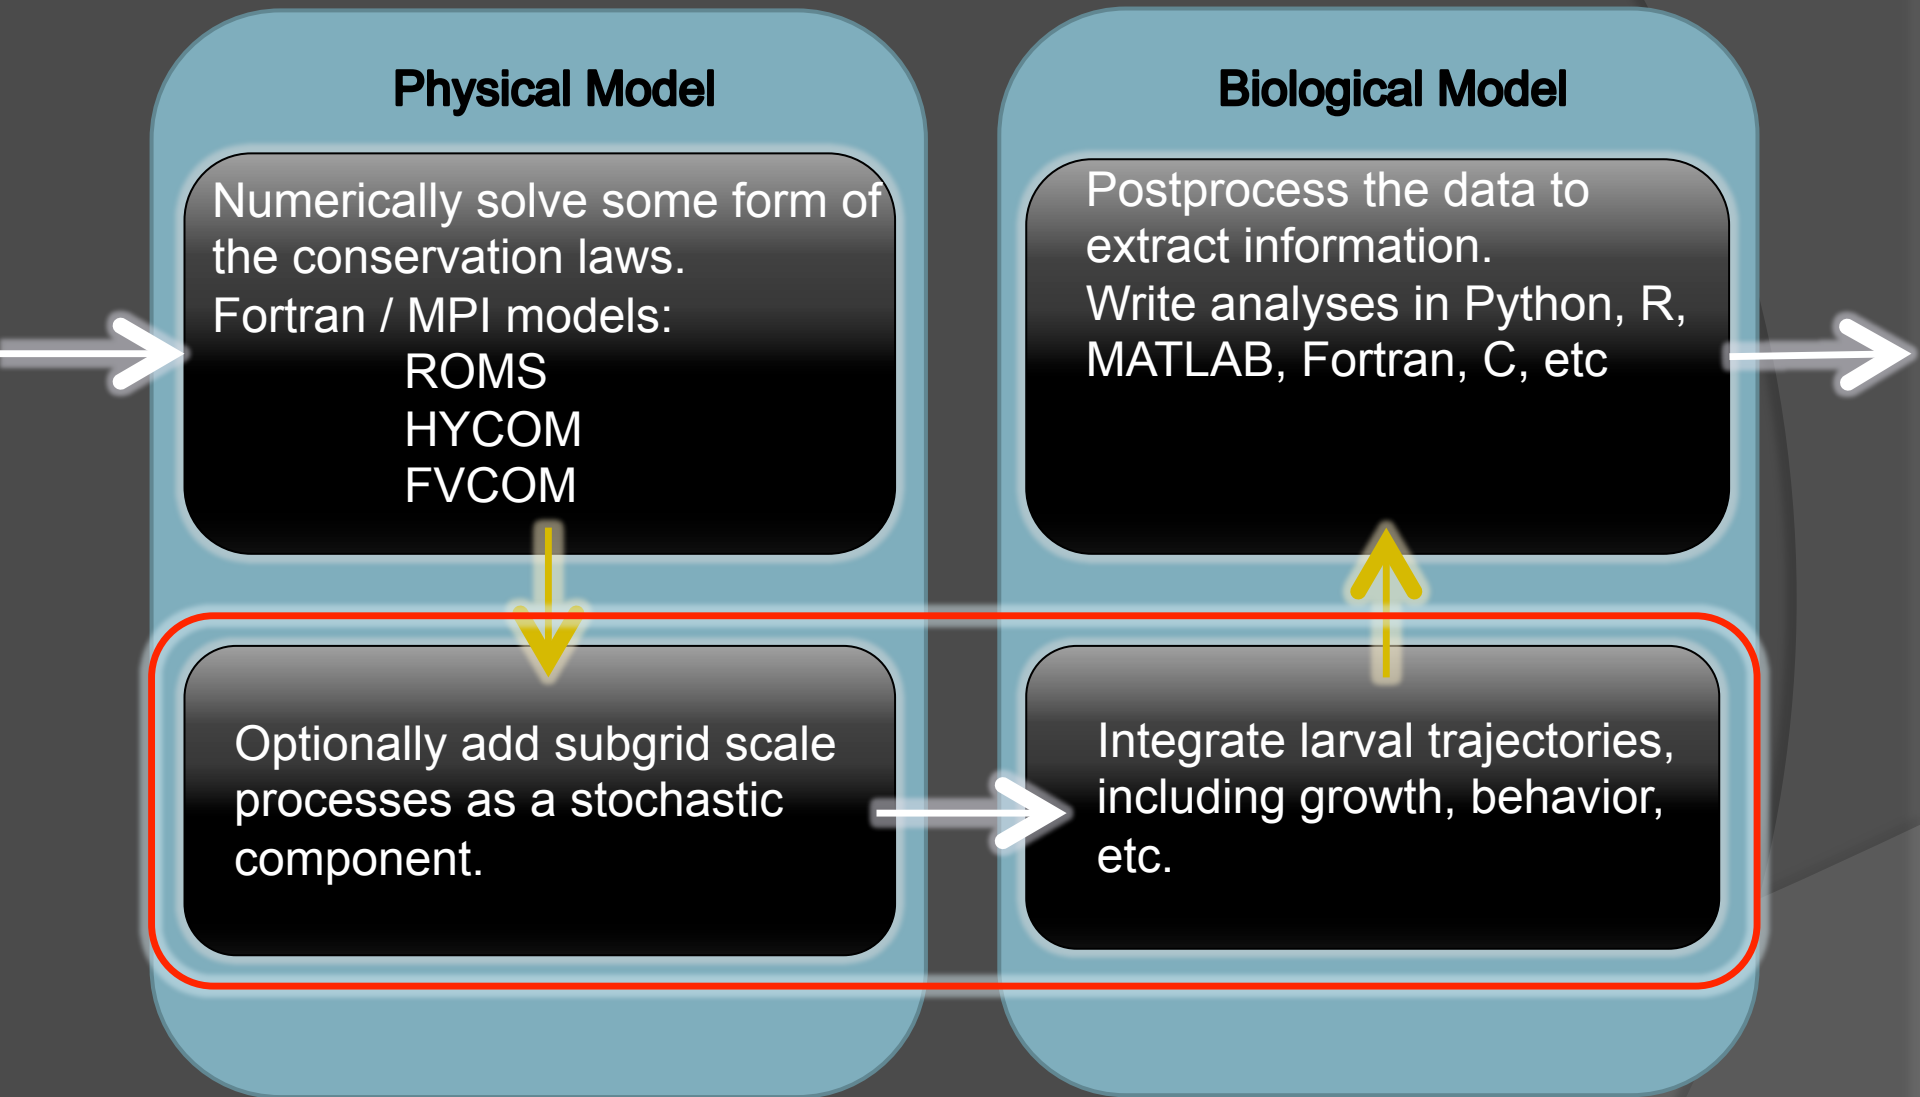 Physical Model
Numerically solve some form of
the conservation laws.
Fortran / MPI models:
ROMS
HYCOM
FVCOM
Optionally add subgrid scale
processes as a stochastic
component.
Biological Model
Postprocess the data to
extract information.
Write analyses in Python, R,
MATLAB, Fortran, C, etc
Integrate larval trajectories,
including growth, behavior,
etc.